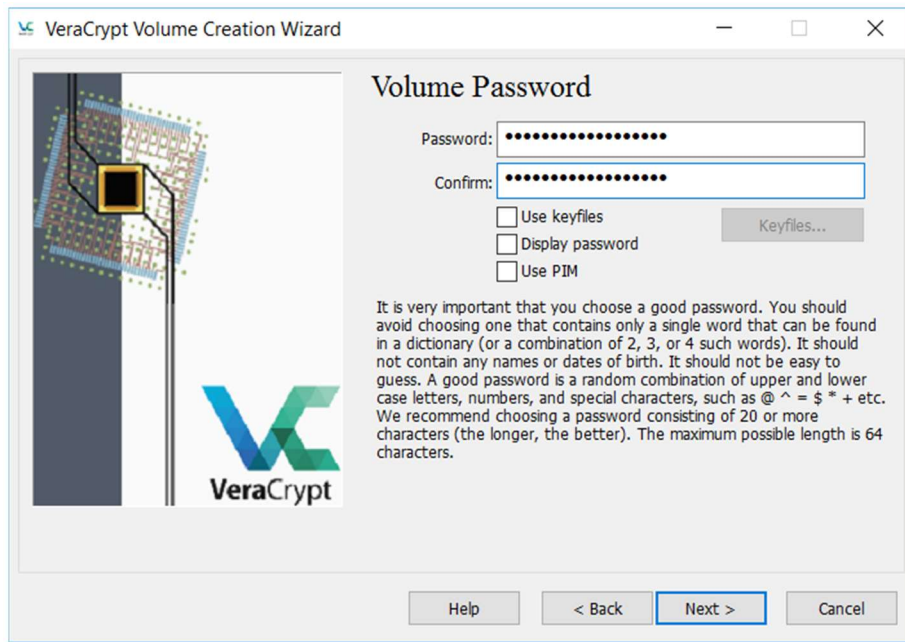 VeraCrypt Volume Creation Wizard
Volume Password
Password: ••••••••••••••••••
Confirm: ••••••••••••••••••
Use keyfiles
Keyfiles...
Display password
Use PIM
It is very important that you choose a good password. You should
avoid choosing one that contains only a single word that can be found
in a dictionary (or a combination of 2, 3, or 4 such words). It should
not contain any names or dates of birth. It should not be easy to
guess. A good password is a random combination of upper and lower
case letters, numbers, and special characters, such as @ ^ = $ * + etc.
We recommend choosing a password consisting of 20 or more
characters (the longer, the better). The maximum possible length is 64
characters.
VeraCrypt
Help
< Back
Next >
Cancel